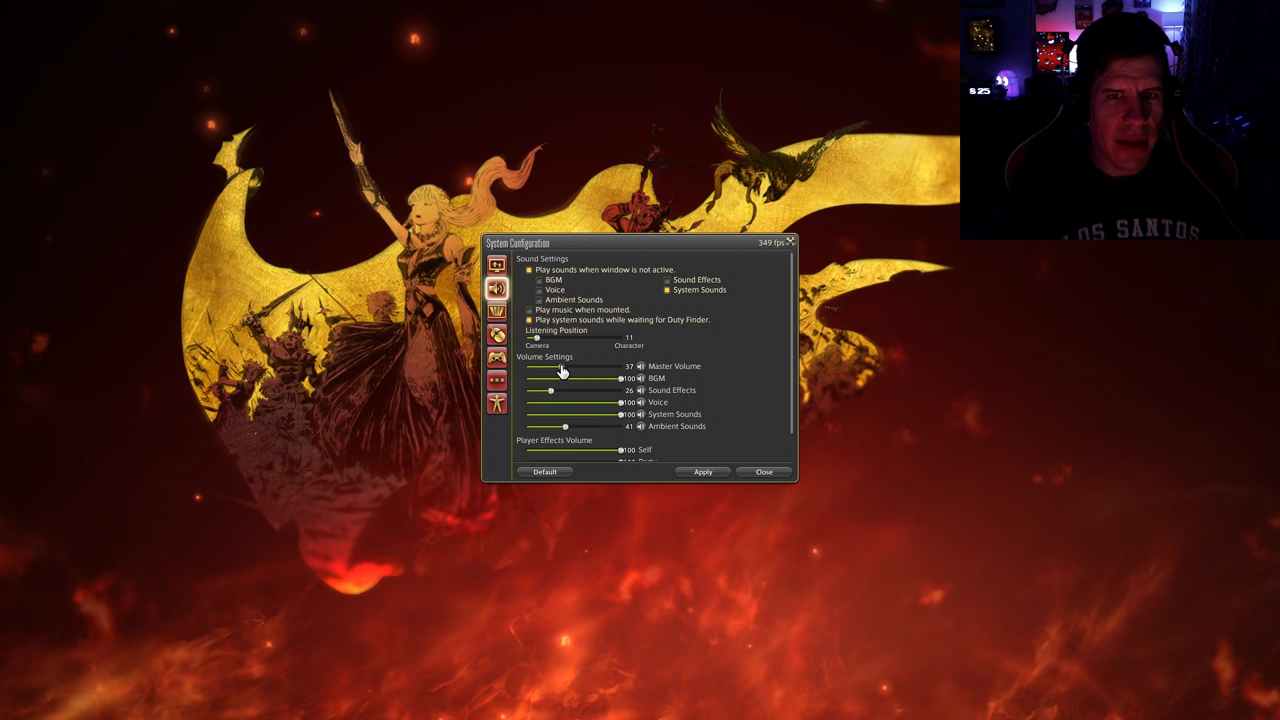 System Configuration 349 fps
Sound Settings
Play sounds when window is not active.
BGM Sound Effects
Voice System Sounds
Ambient Sounds
Play music when mounted.
Play system sounds while waiting for Duty Finder.
Listening Position
11
Camera Character
Volume Settings
37 Master Volume
100 BGM
26 Sound Effects
100 Voice
100 System Sounds
41 Ambient Sounds
Player Effects Volume
100 Self
Default Apply Close
8:25
LOS SANTOS